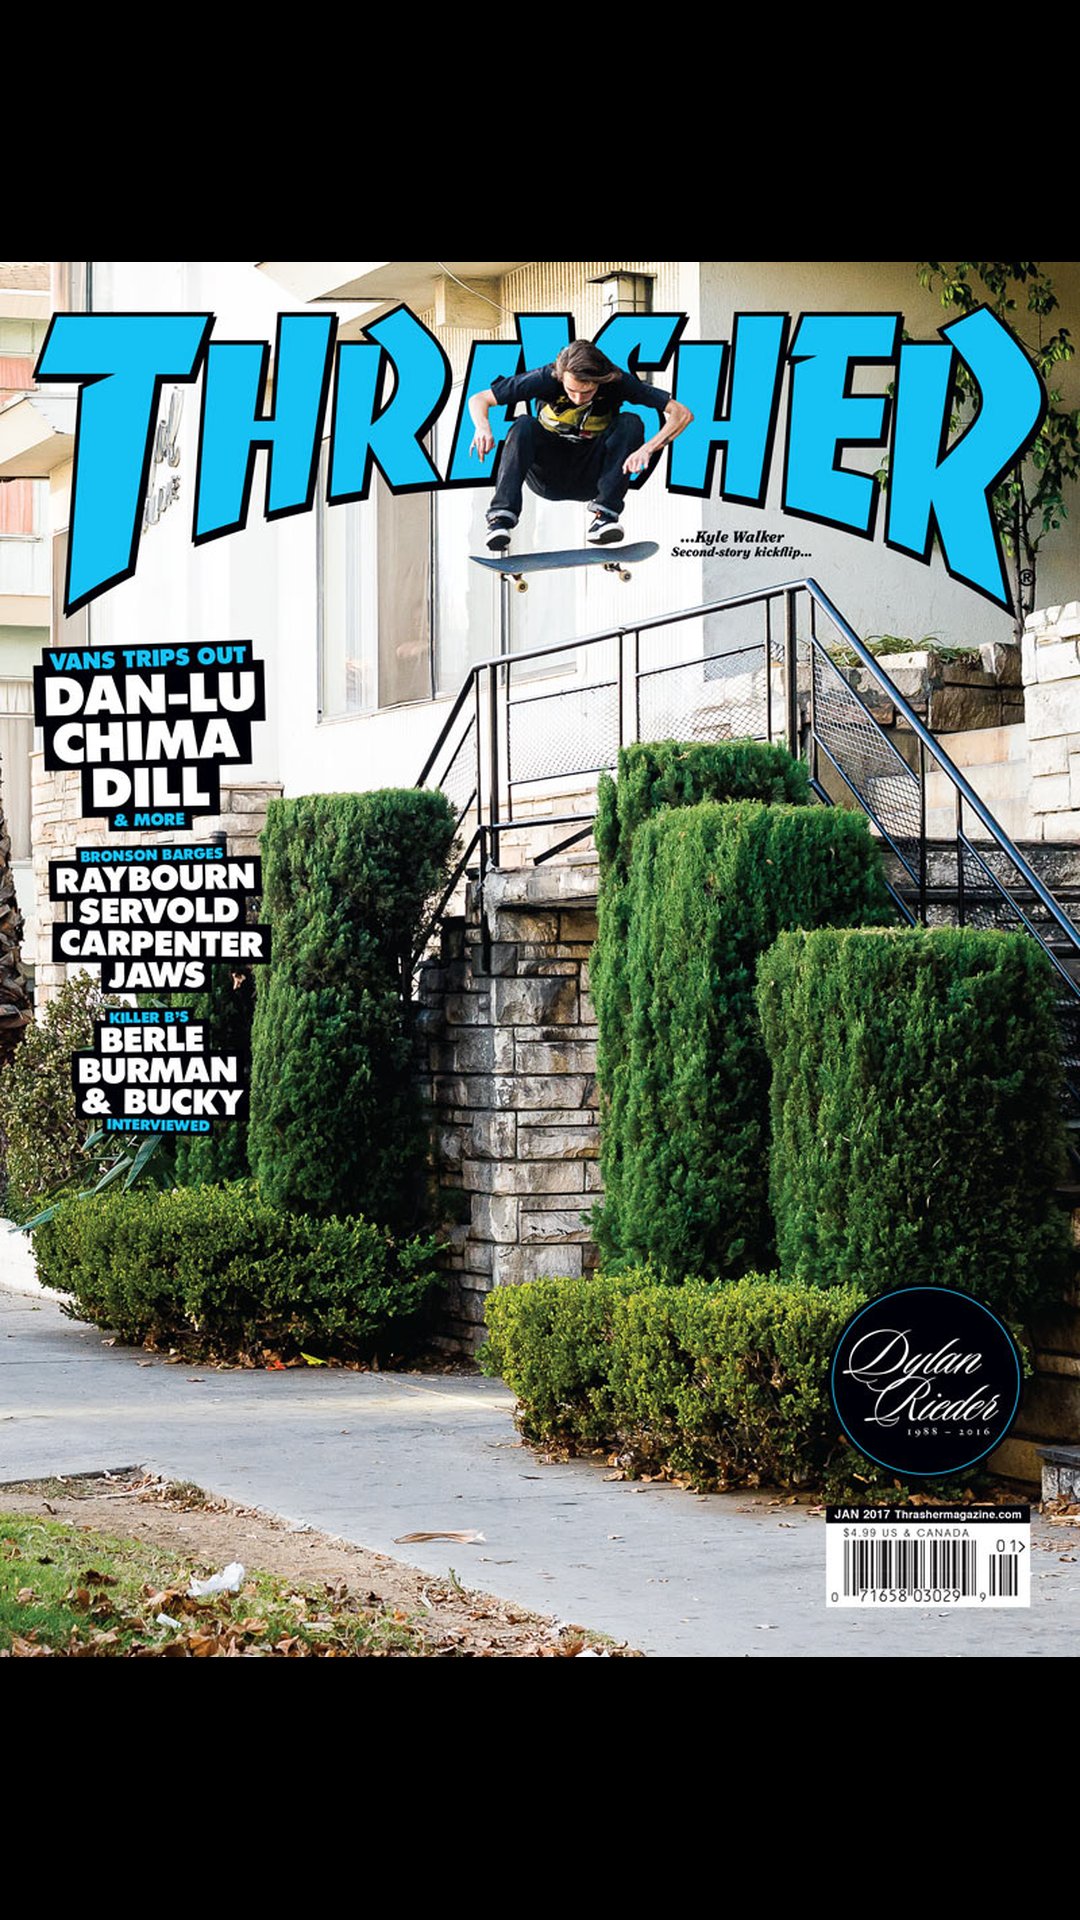 THRASHER
®
...Kyle Walker
Second-story kickflip...
VANS TRIPS OUT
DAN-LU
CHIMA
DILL
& MORE
BRONSON BARGES
RAYBOURN
SERVOLD
CARPENTER
JAWS
KILLER B'S
BERLE
BURMAN
& BUCKY
INTERVIEWED
Dylan
Rieder
1988 – 2016
JAN 2017 Thrashermagazine.com
$4.99 US & CANADA
01>
0 71658 03029 9